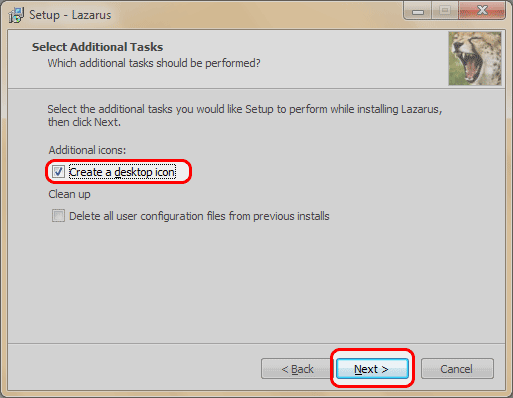 Setup - Lazarus
Select Additional Tasks
Which additional tasks should be performed?
Select the additional tasks you would like Setup to perform while installing Lazarus,
then click Next.
Additional icons:
Create a desktop icon
Clean up
Delete all user configuration files from previous installs
< Back
Next >
Cancel